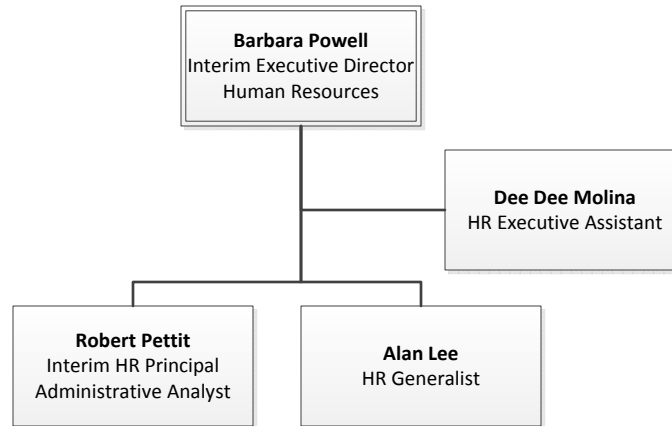 Barbara Powell
Interim Executive Director
Human Resources
Dee Dee Molina
HR Executive Assistant
Robert Pettit
Interim HR Principal
Administrative Analyst
Alan Lee
HR Generalist